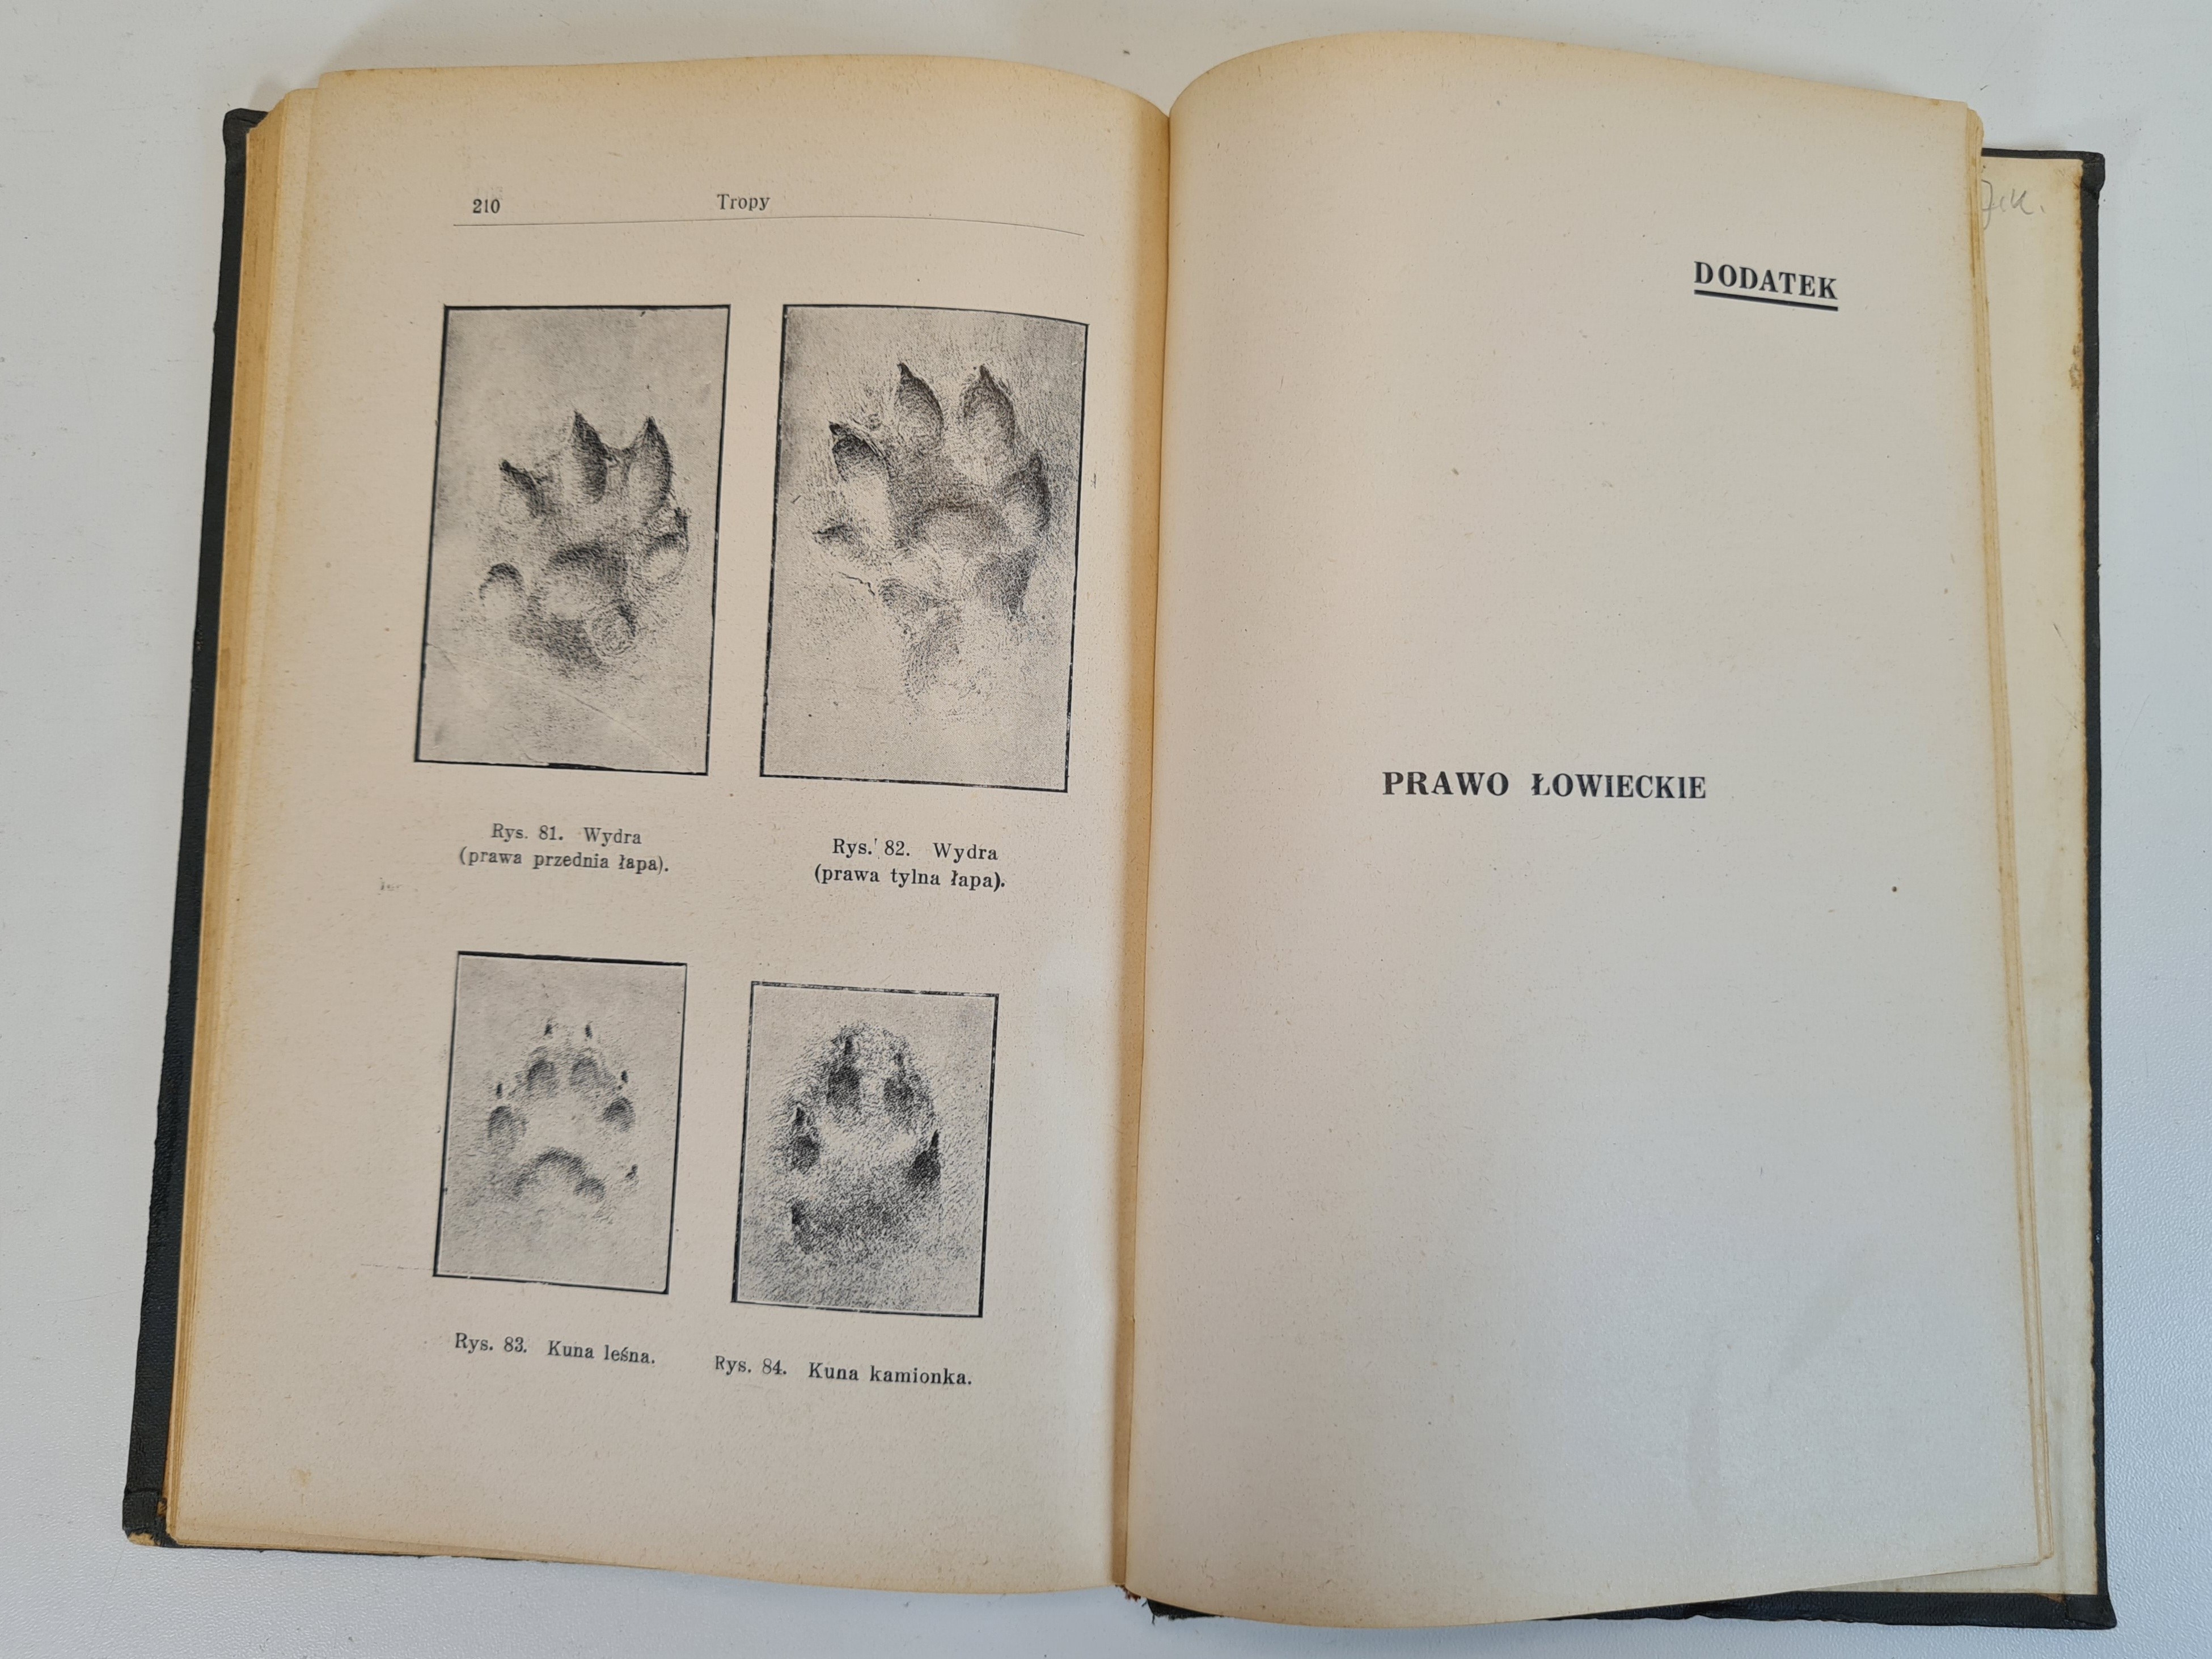 210
Tropy
Rys. 81. Wydra
(prawa przednia łapa).
Rys. 82. Wydra
(prawa tylna łapa).
Rys. 83. Kuna leśna.
Rys. 84. Kuna kamionka.
DODATEK
PRAWO ŁOWIECKIE